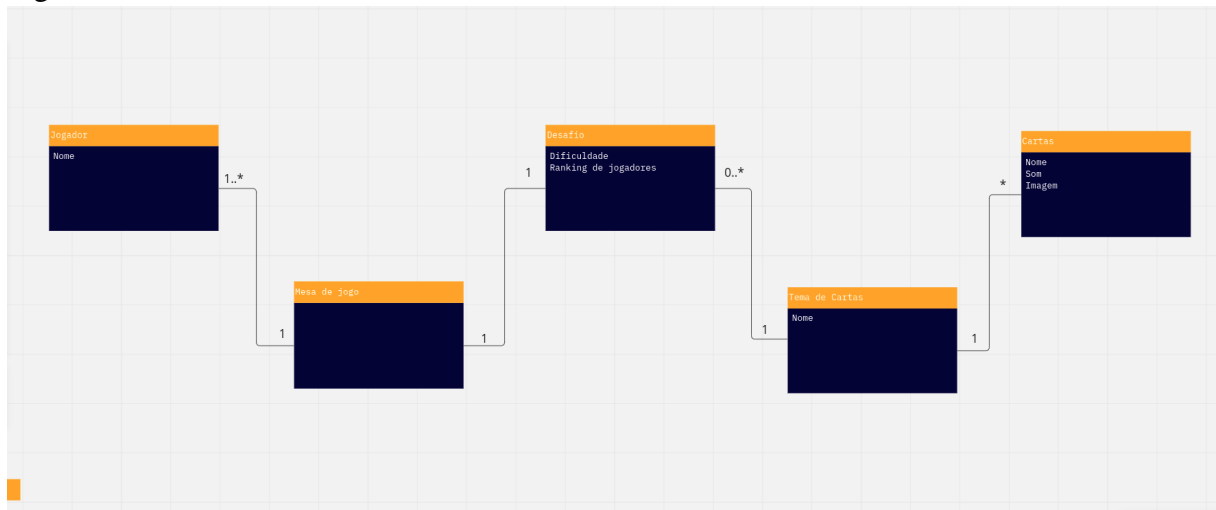 Jogador
Nome
1..*
1
Mesa de jogo
1
1
Desafio
Dificuldade
Ranking de jogadores
0..*
1
Tema de Cartas
Nome
1
*
Cartas
Nome
Som
Imagem